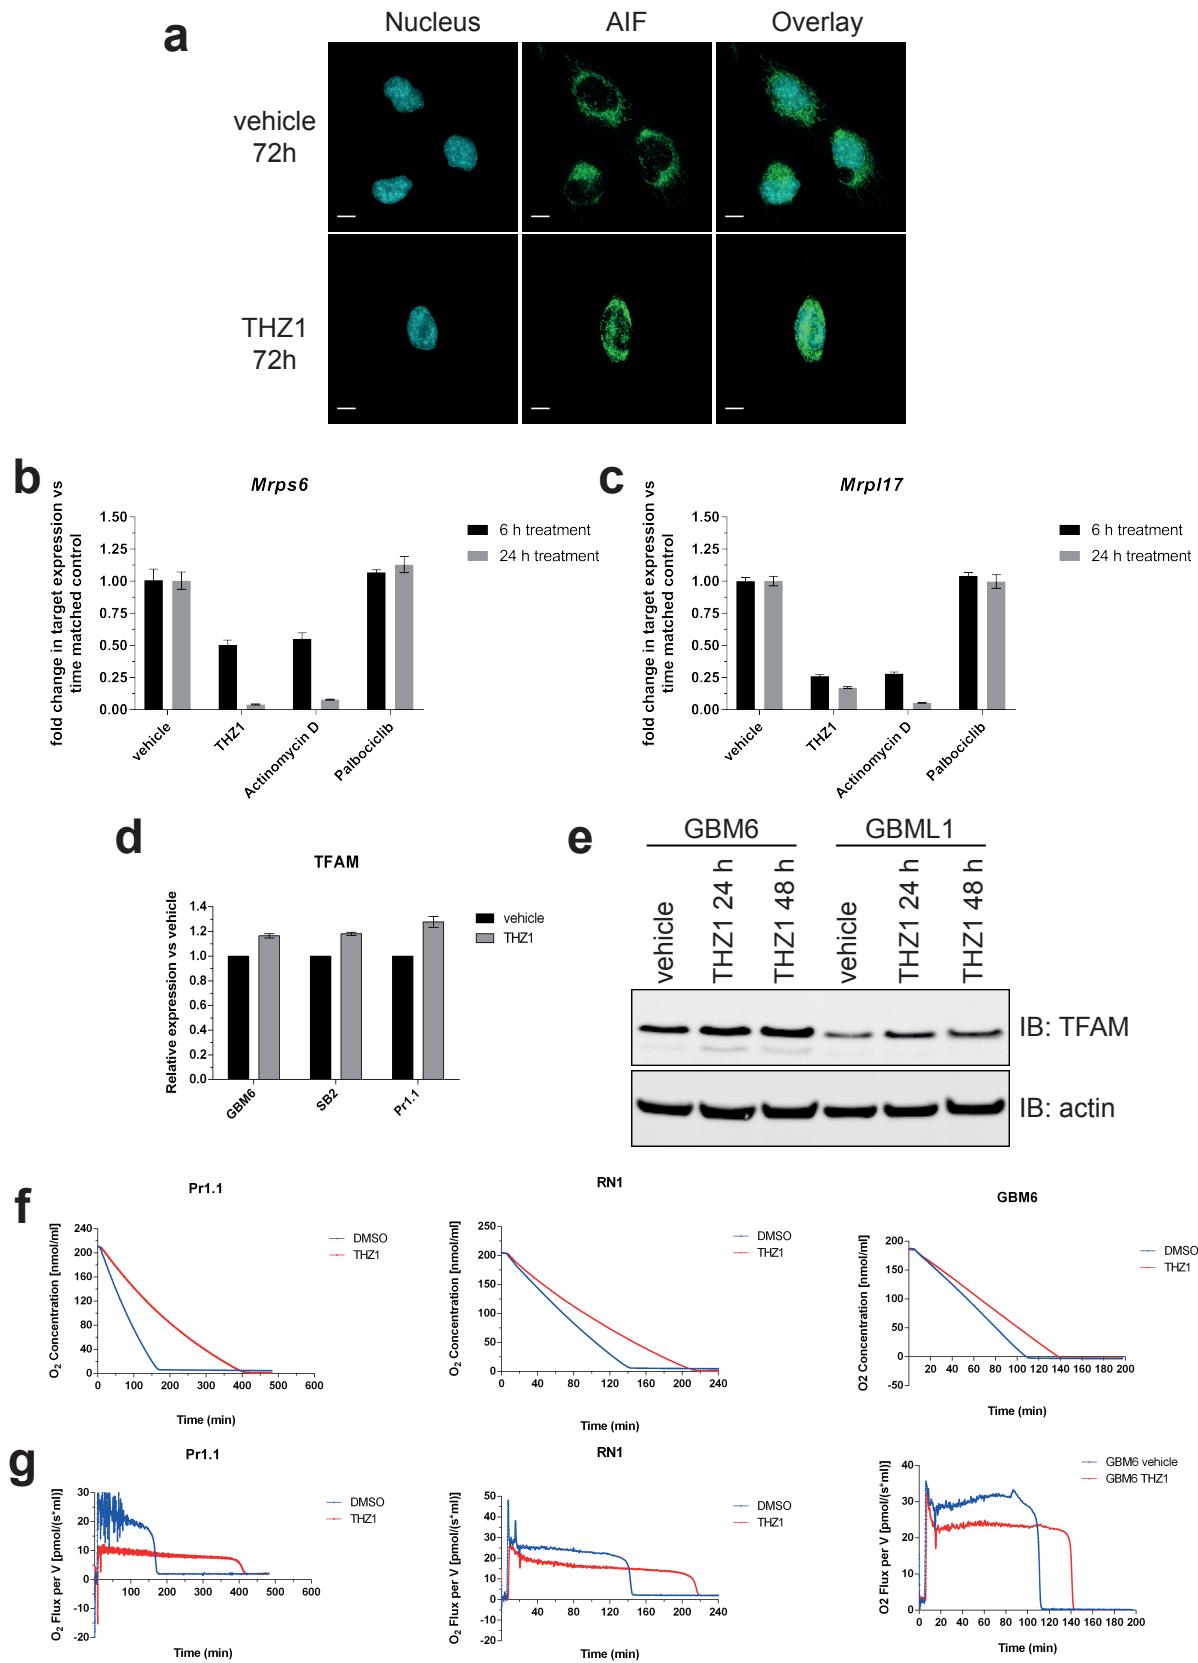 a
Nucleus
AIF
Overlay
vehicle
72h
THZ1
72h
b
Mrps6
fold change in target expression vs
time matched control
1.50
1.25
1.00
0.75
0.50
0.25
0.00
vehicle
THZ1
Actinomycin D
Palbociclib
6 h treatment
24 h treatment
c
Mrpl17
fold change in target expression vs
time matched control
1.50
1.25
1.00
0.75
0.50
0.25
0.00
vehicle
THZ1
Actinomycin D
Palbociclib
6 h treatment
24 h treatment
d
TFAM
Relative expression vs vehicle
1.4
1.2
1.0
0.8
0.6
0.4
0.2
0.0
GBM6
SB2
Pr1.1
vehicle
THZ1
e
GBM6
GBML1
vehicle
THZ1 24 h
THZ1 48 h
vehicle
THZ1 24 h
THZ1 48 h
IB: TFAM
IB: actin
f
Pr1.1
O2 Concentration [nmol/ml]
240
200
160
120
80
40
0
0 100 200 300 400 500 600
Time (min)
DMSO
THZ1
RN1
O2 Concentration [nmol/ml]
250
200
150
100
50
0
0 40 80 120 160 200 240
Time (min)
DMSO
THZ1
GBM6
O2 Concentration [nmol/ml]
200
150
100
50
0
-50
20 40 60 80 100 120 140 160 180 200
Time (min)
DMSO
THZ1
g
Pr1.1
O2 Flux per V [pmol/(s*ml)]
30
20
10
0
-10
-20
100 200 300 400 500 600
Time (min)
DMSO
THZ1
RN1
O2 Flux per V [pmol/(s*ml)]
50
40
30
20
10
0
-10
-20
40 80 120 160 200 240
Time (min)
DMSO
THZ1
O2 Flux per V [pmol/(s*ml)]
40
30
20
10
0
0 20 40 60 80 100 120 140 160 180 200
Time (min)
GBM6 vehicle
GBM6 THZ1